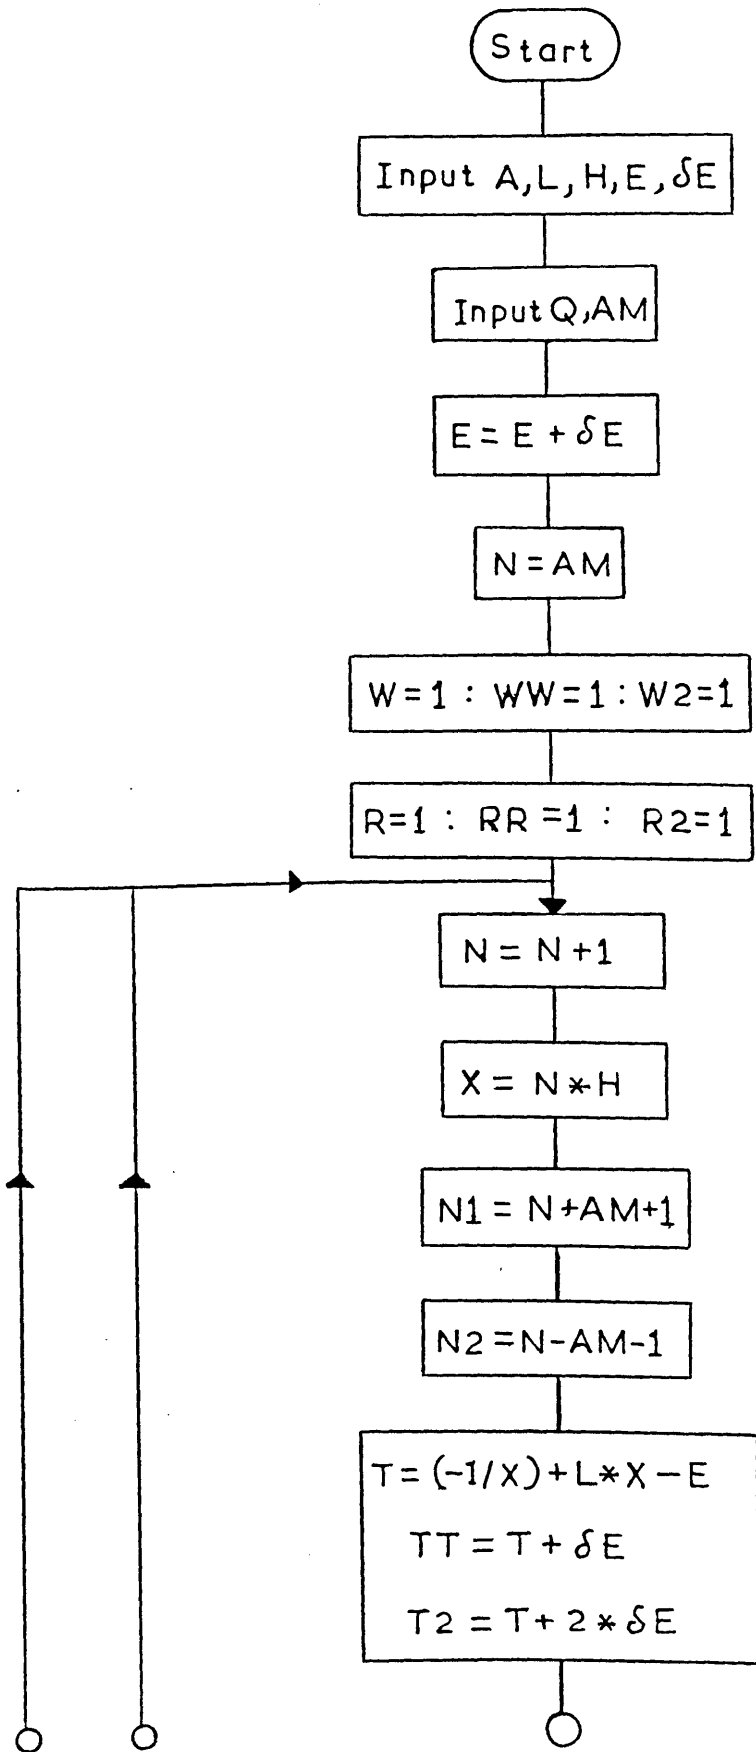 Start
Input A, L, H, E, δE
Input Q, AM
E = E + δE
N = AM
W=1 : WW=1 : W2=1
R=1 : RR=1 : R2=1
N = N+1
X = N*H
N1 = N+AM+1
N2=N-AM-1
T=(-1/X)+L*X-E
TT = T + δE
T2 = T+ 2*δE